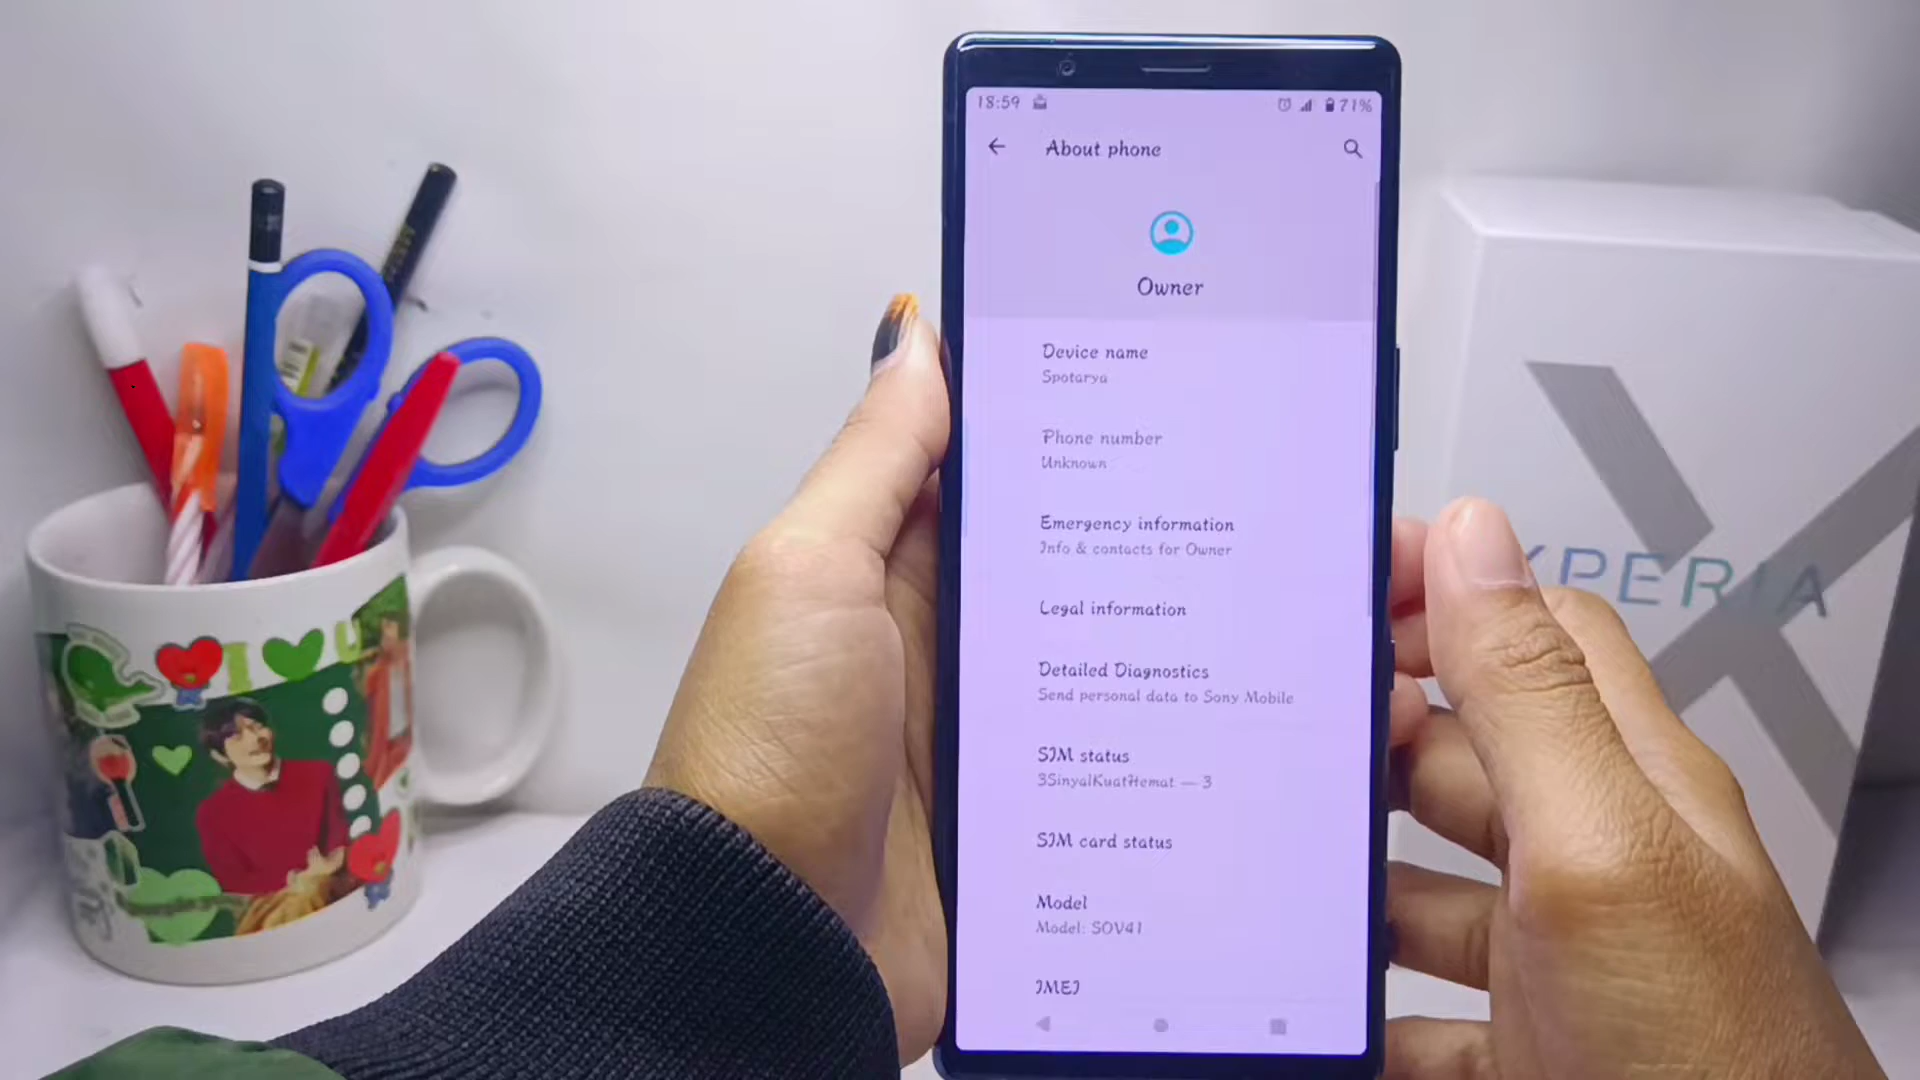 18:59
71%
About phone
Owner
Device name
Spotarya
Phone number
Unknown
Emergency information
Info & contacts for Owner
Legal information
Detailed Diagnostics
Send personal data to Sony Mobile
SIM status
3SinyalKuatHemat — 3
SIM card status
Model
Model: SOV41
IMEI
XPERIA
I U